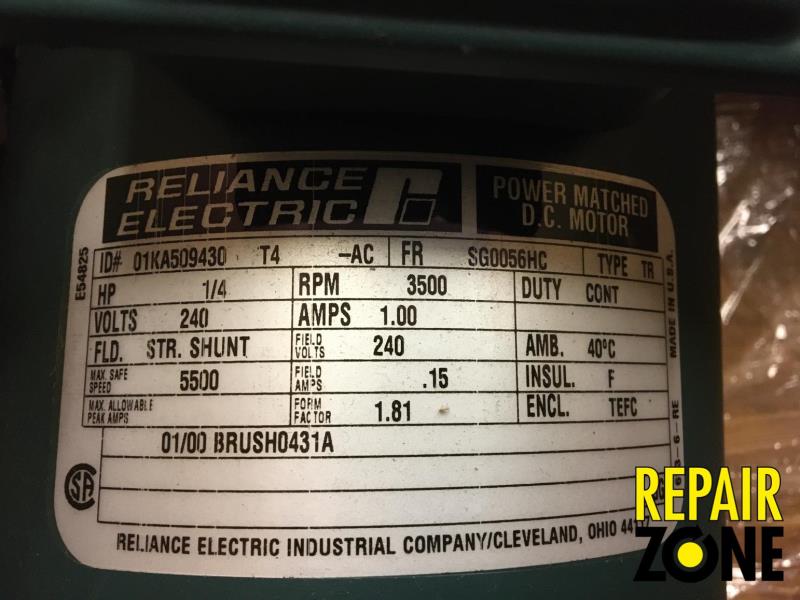 RELIANCE ELECTRIC
POWER MATCHED
D.C. MOTOR
E54825
ID# 01KA509430 T4 -AC FR SG0056HC TYPE TR
HP 1/4 RPM 3500 DUTY CONT
VOLTS 240 AMPS 1.00
FLD. STR. SHUNT FIELD VOLTS 240 AMB. 40°C
MAX. SAFE SPEED 5500 FIELD AMPS .15 INSUL. F
MAX. ALLOWABLE PEAK AMPS FORM FACTOR 1.81 ENCL. TEFC
01/00 BRUSH0431A
MADE IN U.S.A.
SA
RELIANCE ELECTRIC INDUSTRIAL COMPANY/CLEVELAND, OHIO
REPAIR
ZONE